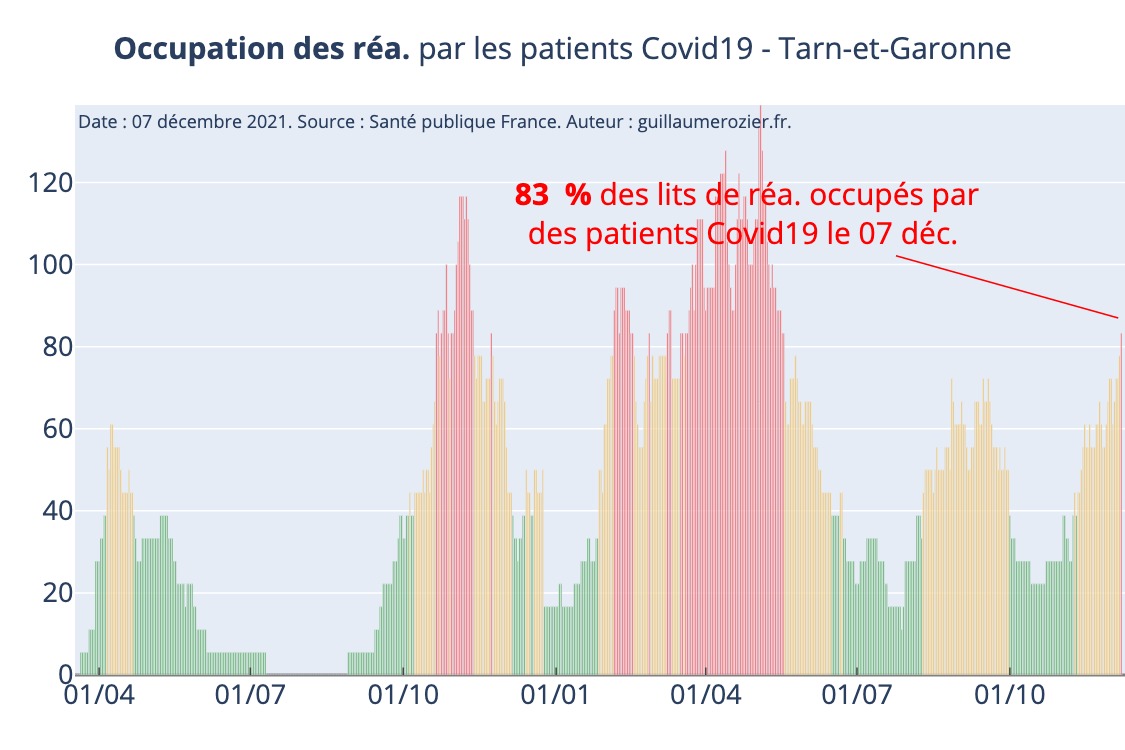 Occupation des réa. par les patients Covid19 - Tarn-et-Garonne
Date : 07 décembre 2021. Source : Santé publique France. Auteur : guillaumerozier.fr.
83 % des lits de réa. occupés par
des patients Covid19 le 07 déc.
120
100
80
60
40
20
0
01/04 01/07 01/10 01/01 01/04 01/07 01/10